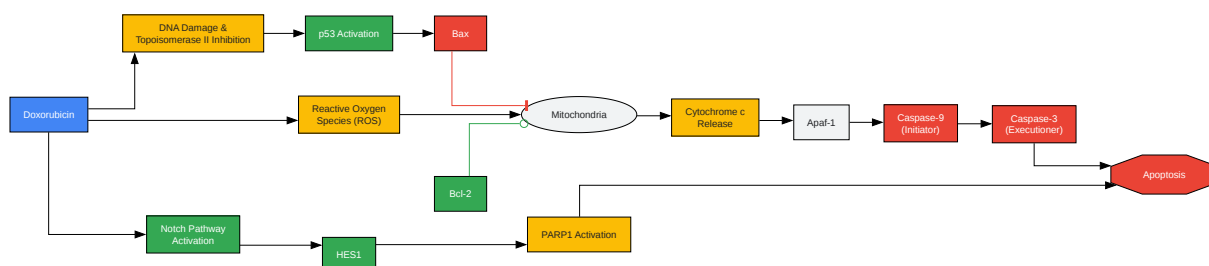 DNA Damage &
Topoisomerase II Inhibition
p53 Activation
Bax
Doxorubicin
Reactive Oxygen
Species (ROS)
Mitochondria
Cytochrome c
Release
Apaf-1
Caspase-9
(Initiator)
Caspase-3
(Executioner)
Apoptosis
Bcl-2
Notch Pathway
Activation
HES1
PARP1 Activation